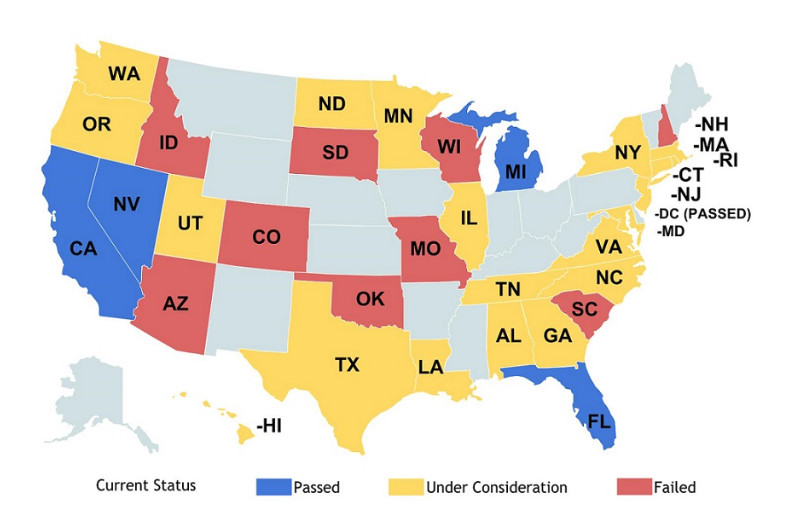 WA
ND
MN
OR
-NH
ID
SD
WI
-MA
NY
-RI
MI
-CT
-NJ
NV
-DC (PASSED)
UT
IL
-MD
CA
CO
MO
VA
NC
TN
AZ
OK
SC
AL
GA
TX
LA
-HI
FL
Current Status
Passed
Under Consideration
Failed